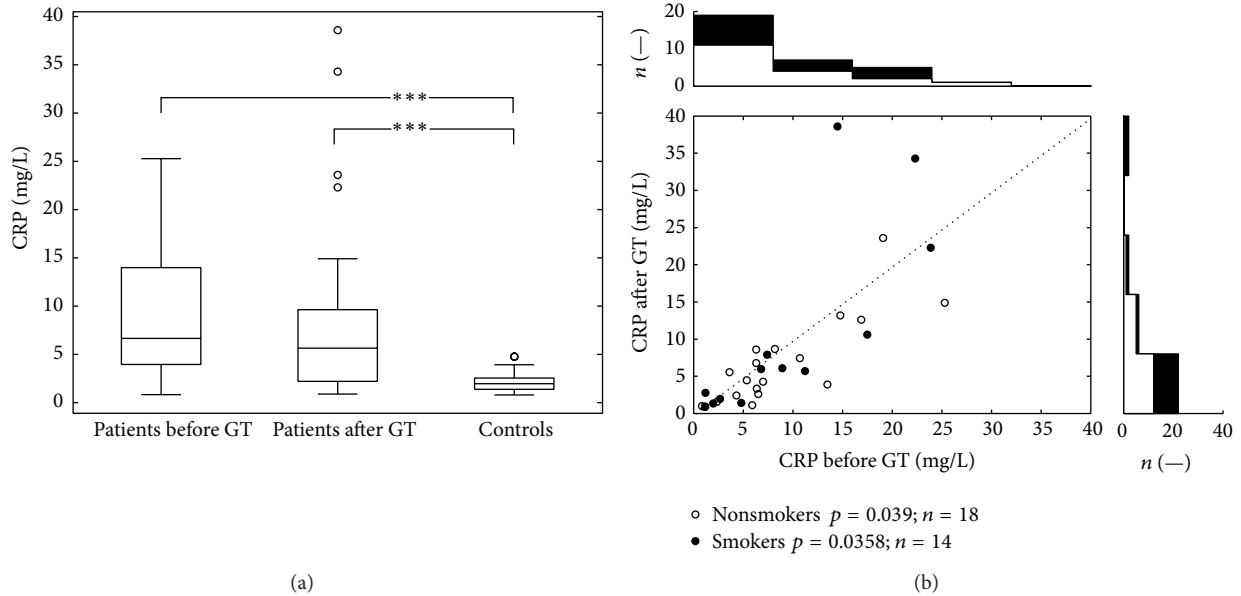 40
35
30
25
20
15
10
5
0
CRP (mg/L)
***
***
Patients before GT
Patients after GT
Controls
(a)
20
10
0
n (—)
40
35
30
25
20
15
10
5
0
CRP after GT (mg/L)
0
5
10
15
20
25
30
35
40
CRP before GT (mg/L)
0
20
40
n (—)
Nonsmokers p = 0.039; n = 18
Smokers p = 0.0358; n = 14
(b)